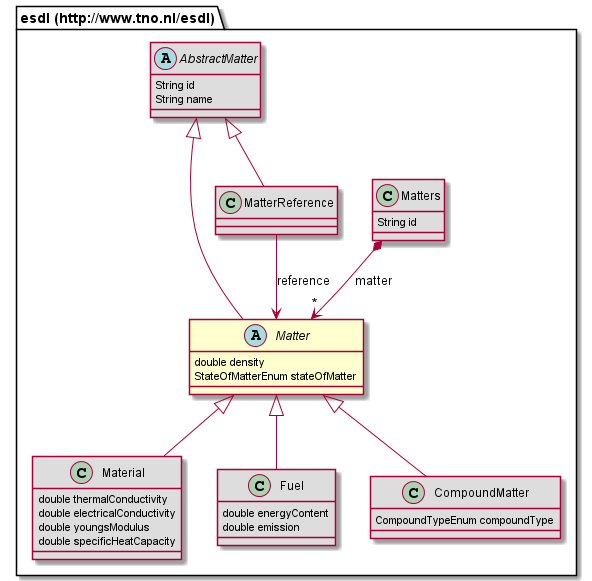 esdl (http://www.tno.nl/esdl)
A AbstractMatter
String id
String name
C MatterReference
C Matters
String id
reference
matter
*
A Matter
double density
StateOfMatterEnum stateOfMatter
C Material
double thermalConductivity
double electricalConductivity
double youngsModulus
double specificHeatCapacity
C Fuel
double energyContent
double emission
C CompoundMatter
CompoundTypeEnum compoundType